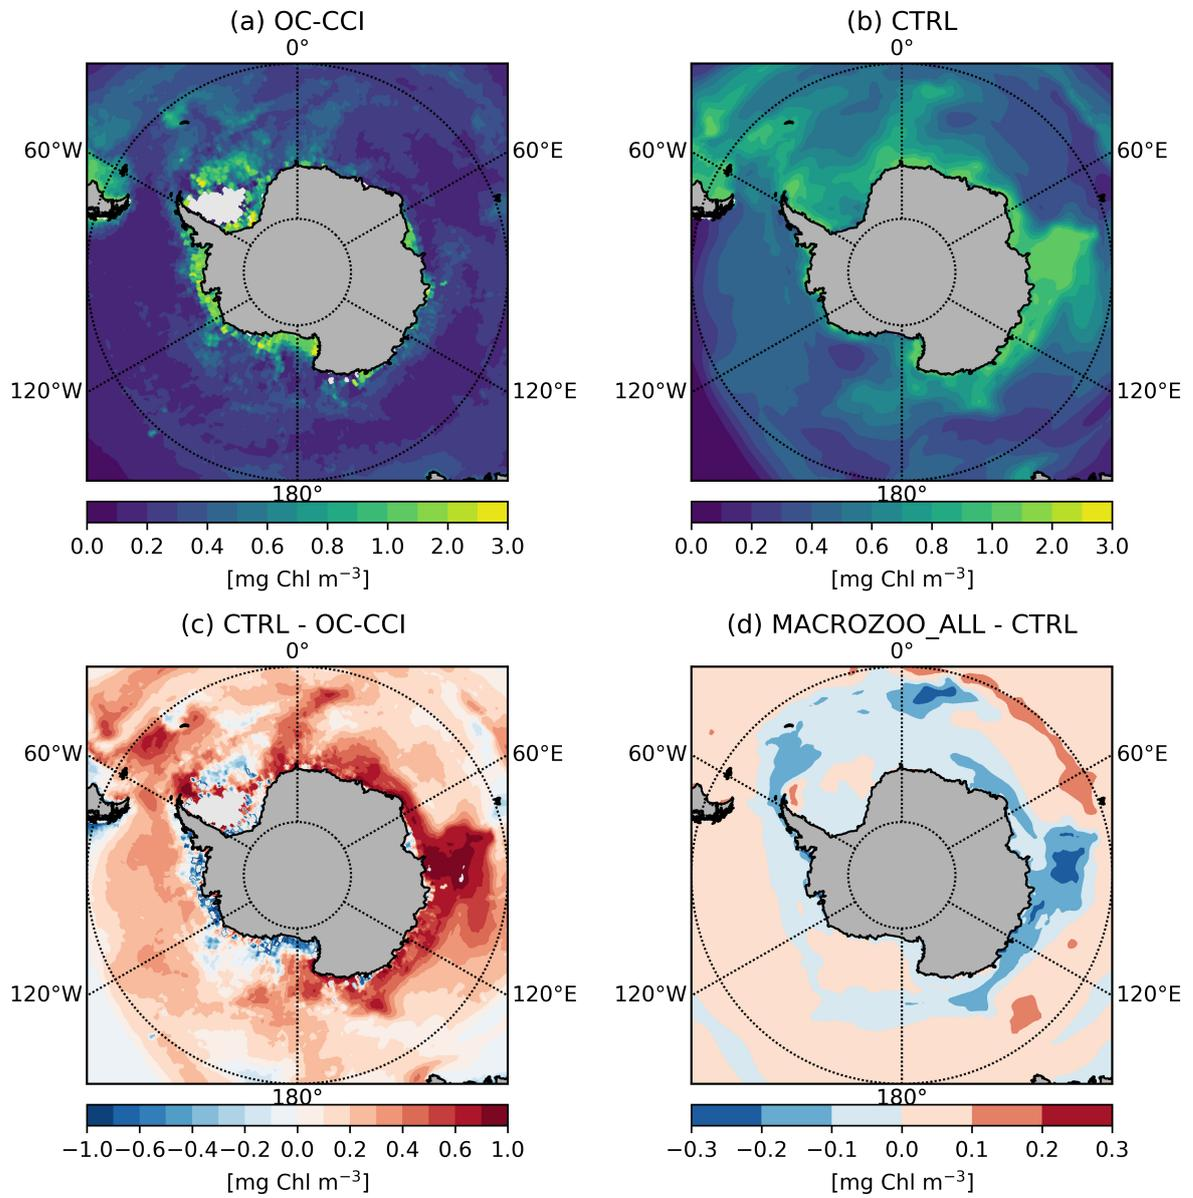 (a) OC-CCI
(b) CTRL
0°
0°
60°W
60°E
60°W
60°E
120°W
120°E
120°W
120°E
180°
180°
0.0 0.2 0.4 0.6 0.8 1.0 2.0 3.0
0.0 0.2 0.4 0.6 0.8 1.0 2.0 3.0
[mg Chl m⁻³]
[mg Chl m⁻³]
(c) CTRL - OC-CCI
(d) MACROZOO_ALL - CTRL
0°
0°
60°W
60°E
60°W
60°E
120°W
120°E
120°W
120°E
180°
180°
−1.0 −0.6 −0.4 −0.2 0.0 0.2 0.4 0.6 1.0
−0.3 −0.2 −0.1 0.0 0.1 0.2 0.3
[mg Chl m⁻³]
[mg Chl m⁻³]